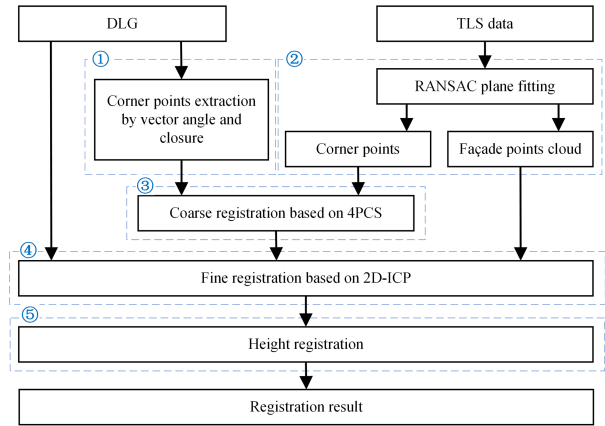 DLG
TLS data
①
②
Corner points extraction
by vector angle and
closure
RANSAC plane fitting
Corner points
Façade points cloud
③
Coarse registration based on 4PCS
④
Fine registration based on 2D-ICP
⑤
Height registration
Registration result